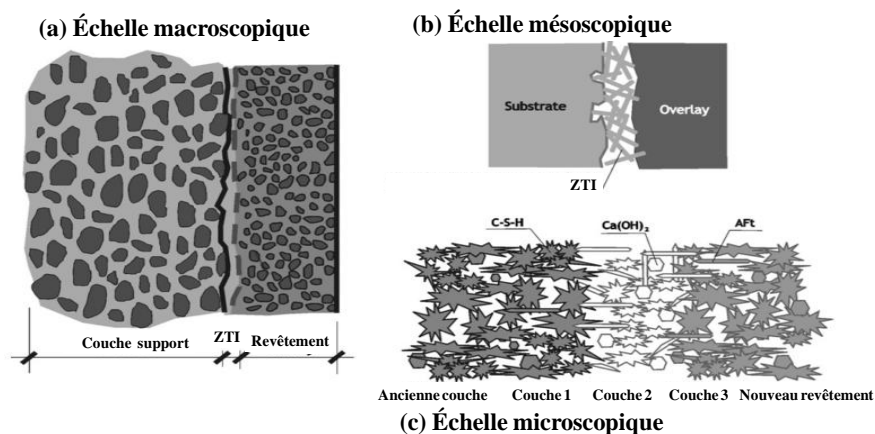 (a) Échelle macroscopique
Couche support
ZTI
Revêtement
(b) Échelle mésoscopique
Substrate
Overlay
ZTI
C-S-H
Ca(OH)₂
AFt
Ancienne couche
Couche 1
Couche 2
Couche 3
Nouveau revêtement
(c) Échelle microscopique